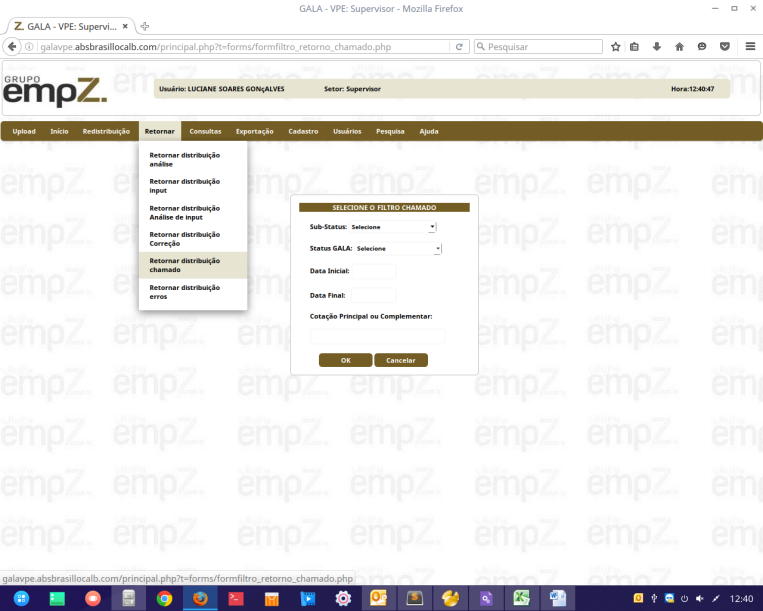 GALA - VPE: Supervisor - Mozilla Firefox
Z. GALA - VPE: Supervi... ×
galavpe.absbrasillocalb.com/principal.php?t=forms/formfiltro_retorno_chamado.php
Pesquisar
GRUPO
empZ.
Usuário: LUCIANE SOARES GONçALVES Setor: Supervisor Hora:12:40:47
Upload Início Redistribuição Retornar Consultas Exportação Cadastro Usuários Pesquisa Ajuda
Retornar distribuição
análise
Retornar distribuição
input
Retornar distribuição
Análise de input
Retornar distribuição
Correção
Retornar distribuição
chamado
Retornar distribuição
erros
SELECIONE O FILTRO CHAMADO
Sub-Status: Selecione
Status GALA: Selecione
Data Inicial:
Data Final:
Cotação Principal ou Complementar:
OK Cancelar
galavpe.absbrasillocalb.com/principal.php?t=forms/formfiltro_retorno_chamado.php
12:40